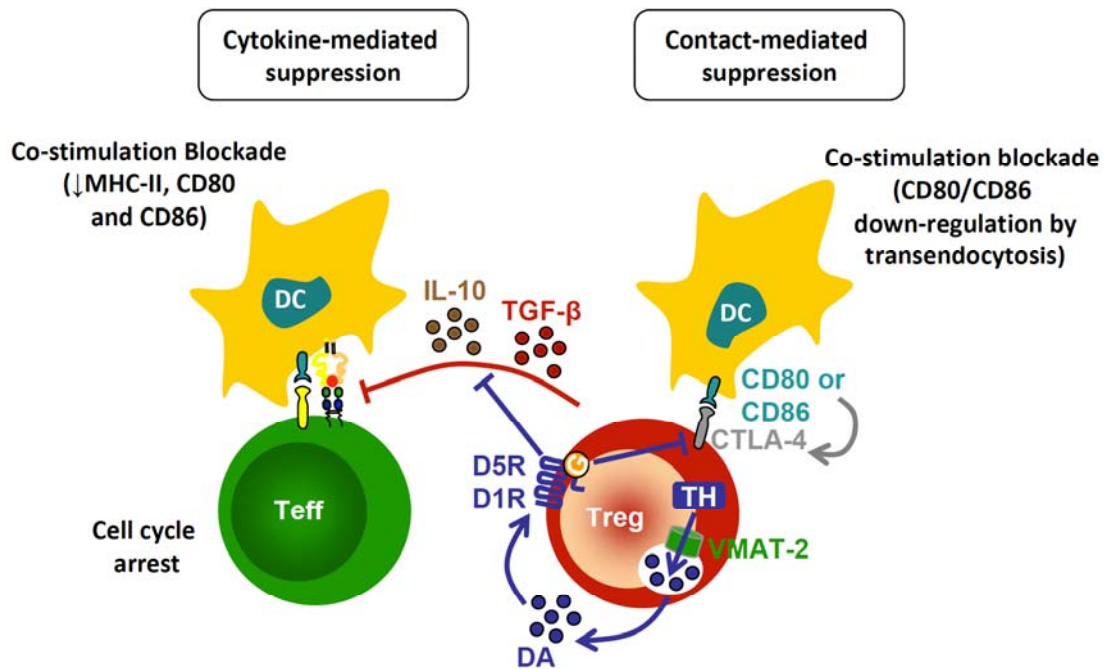 Cytokine-mediated
suppression
Contact-mediated
suppression
Co-stimulation Blockade
(↓MHC-II, CD80
and CD86)
Co-stimulation blockade
(CD80/CD86
down-regulation by
transendocytosis)
DC
IL-10
TGF-β
DC
II
CD80 or
CD86
CTLA-4
D5R
D1R
G
TH
Teff
Treg
VMAT-2
Cell cycle
arrest
DA